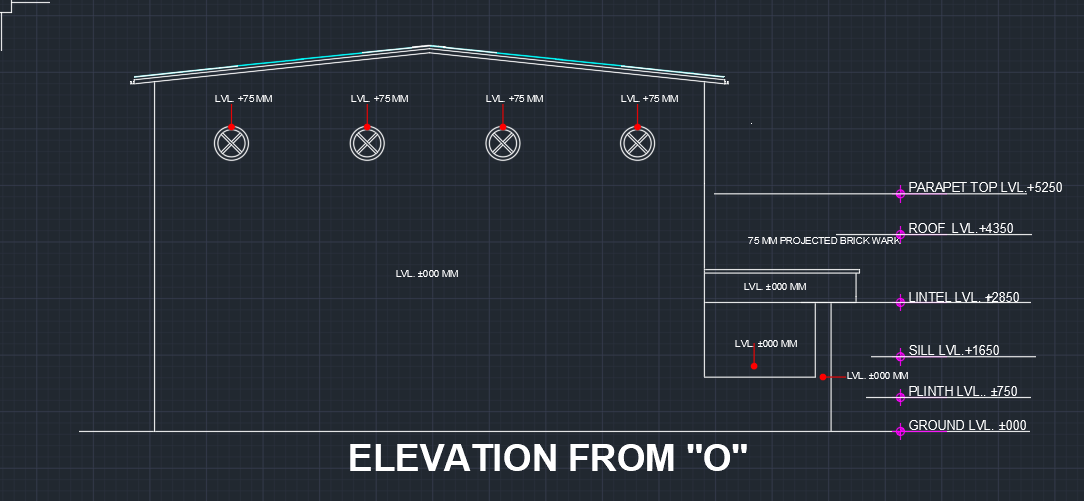 LVL. +75 MM
LVL. +75 MM
LVL. +75 MM
LVL. +75 MM
PARAPET TOP LVL.+5250
ROOF LVL.+4350
75 MM PROJECTED BRICK WARK
LVL. ±000 MM
LVL. ±000 MM
LINTEL LVL. +2850
LVL. ±000 MM
SILL LVL.+1650
LVL. ±000 MM
PLINTH LVL.. ±750
GROUND LVL. ±000
ELEVATION FROM "O"